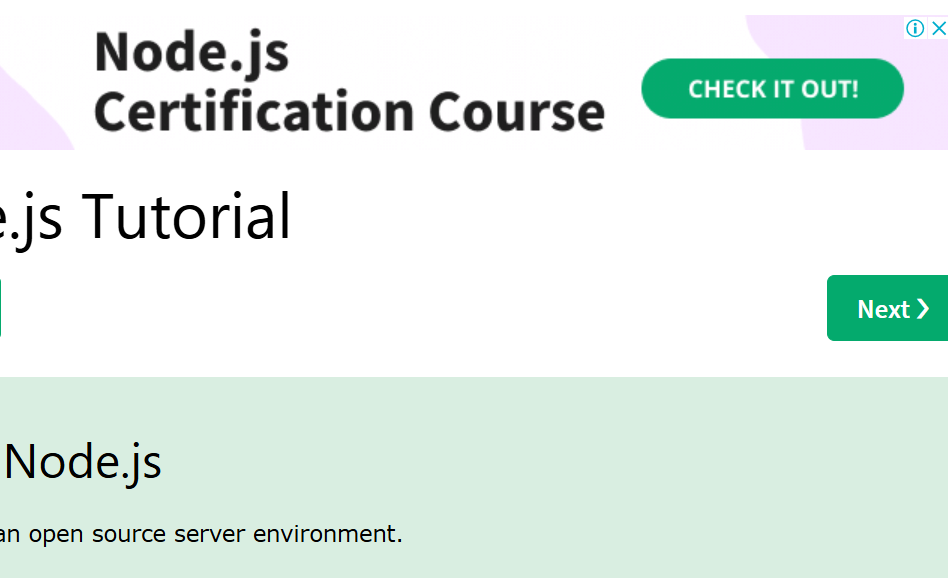 Node.js
Certification Course
CHECK IT OUT!
.js Tutorial
Next ❯
Node.js
an open source server environment.